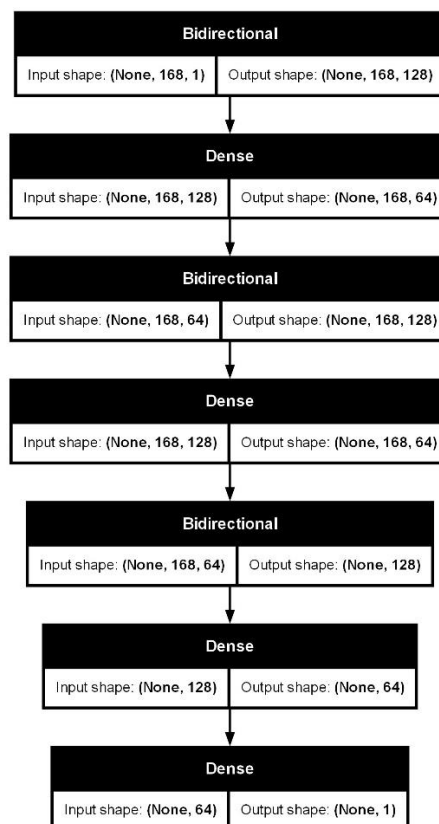 Bidirectional
Input shape: (None, 168, 1) Output shape: (None, 168, 128)
Dense
Input shape: (None, 168, 128) Output shape: (None, 168, 64)
Bidirectional
Input shape: (None, 168, 64) Output shape: (None, 168, 128)
Dense
Input shape: (None, 168, 128) Output shape: (None, 168, 64)
Bidirectional
Input shape: (None, 168, 64) Output shape: (None, 128)
Dense
Input shape: (None, 128) Output shape: (None, 64)
Dense
Input shape: (None, 64) Output shape: (None, 1)